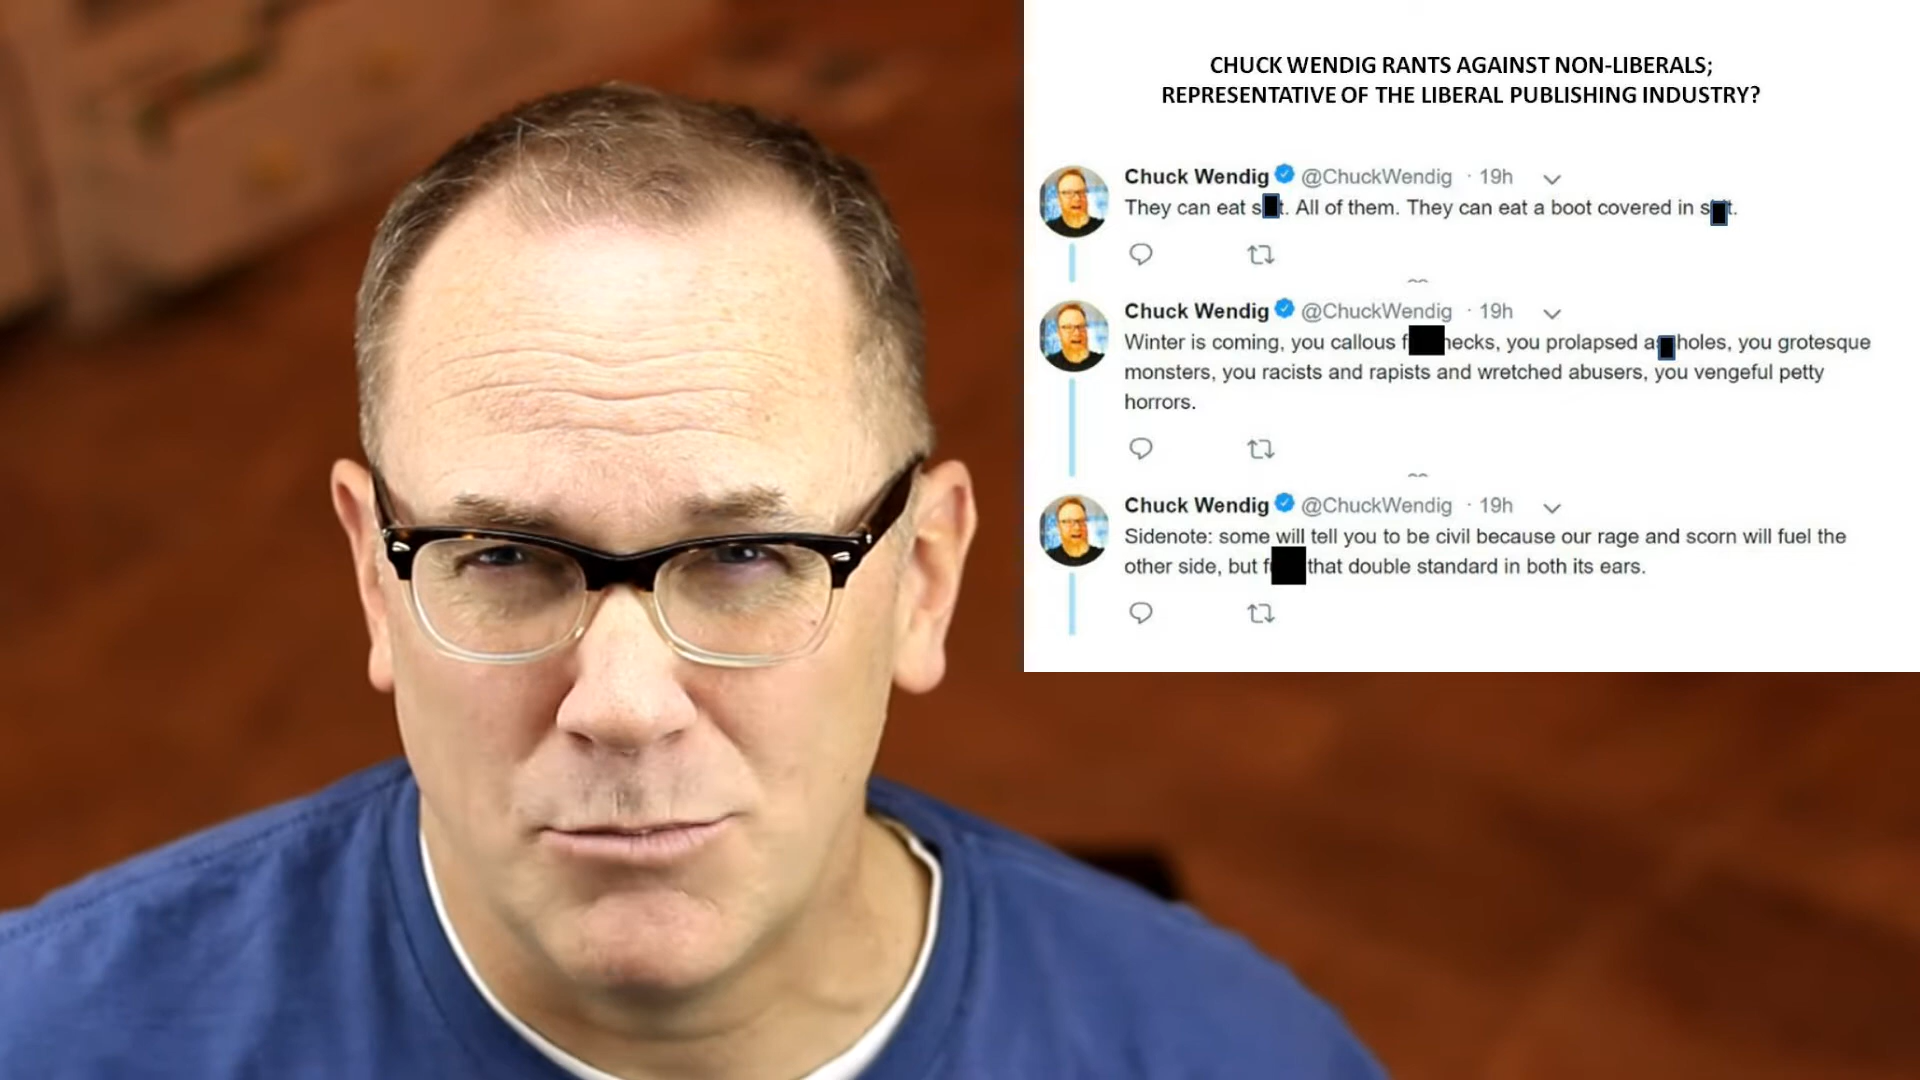 CHUCK WENDIG RANTS AGAINST NON-LIBERALS;
REPRESENTATIVE OF THE LIBERAL PUBLISHING INDUSTRY?
Chuck Wendig @ChuckWendig · 19h
They can eat s t. All of them. They can eat a boot covered in s t.
Chuck Wendig @ChuckWendig · 19h
Winter is coming, you callous f necks, you prolapsed as holes, you grotesque
monsters, you racists and rapists and wretched abusers, you vengeful petty
horrors.
Chuck Wendig @ChuckWendig · 19h
Sidenote: some will tell you to be civil because our rage and scorn will fuel the
other side, but f that double standard in both its ears.